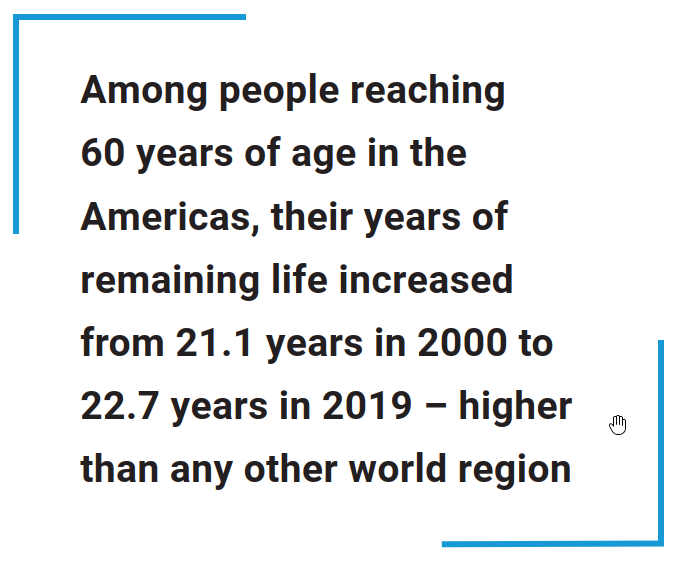 Among people reaching
60 years of age in the
Americas, their years of
remaining life increased
from 21.1 years in 2000 to
22.7 years in 2019 – higher
than any other world region